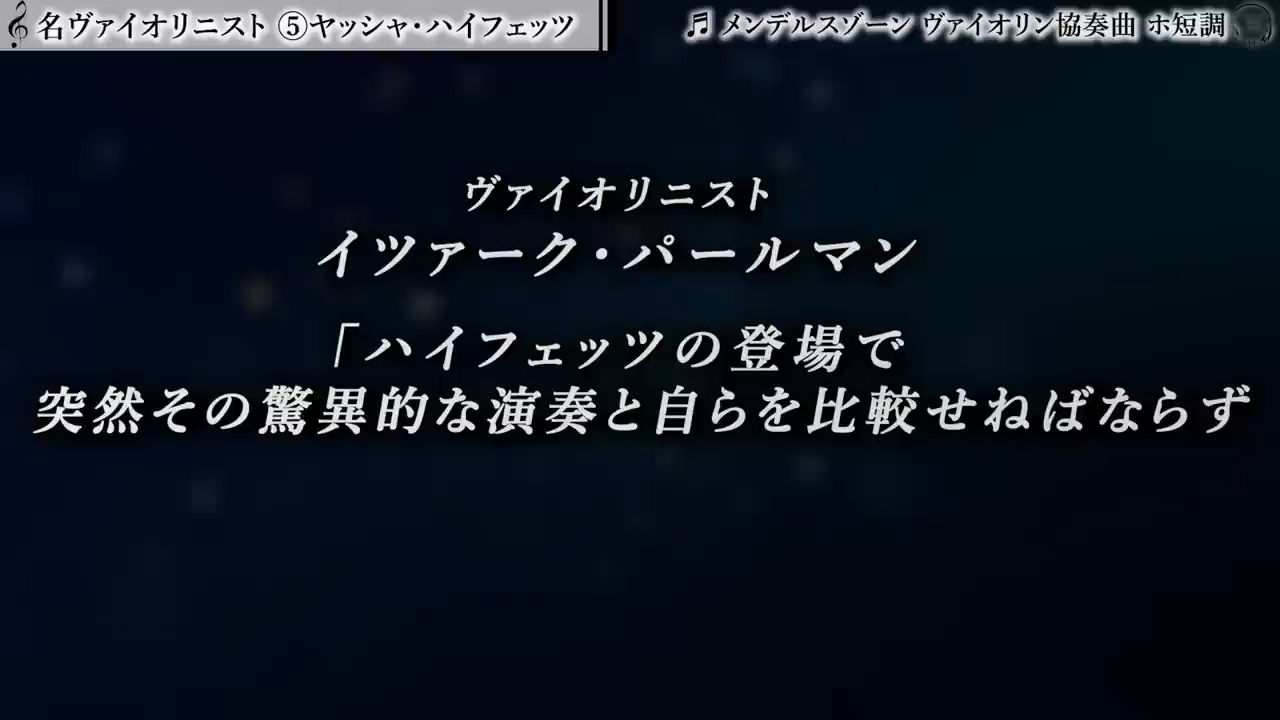 名ヴァイオリニスト ⑤ヤッシャ・ハイフェッツ
♬ メンデルスゾーン ヴァイオリン協奏曲 ホ短調
ヴァイオリニスト
イツァーク・パールマン
「ハイフェッツの登場で
突然その驚異的な演奏と自らを比較せねばならず